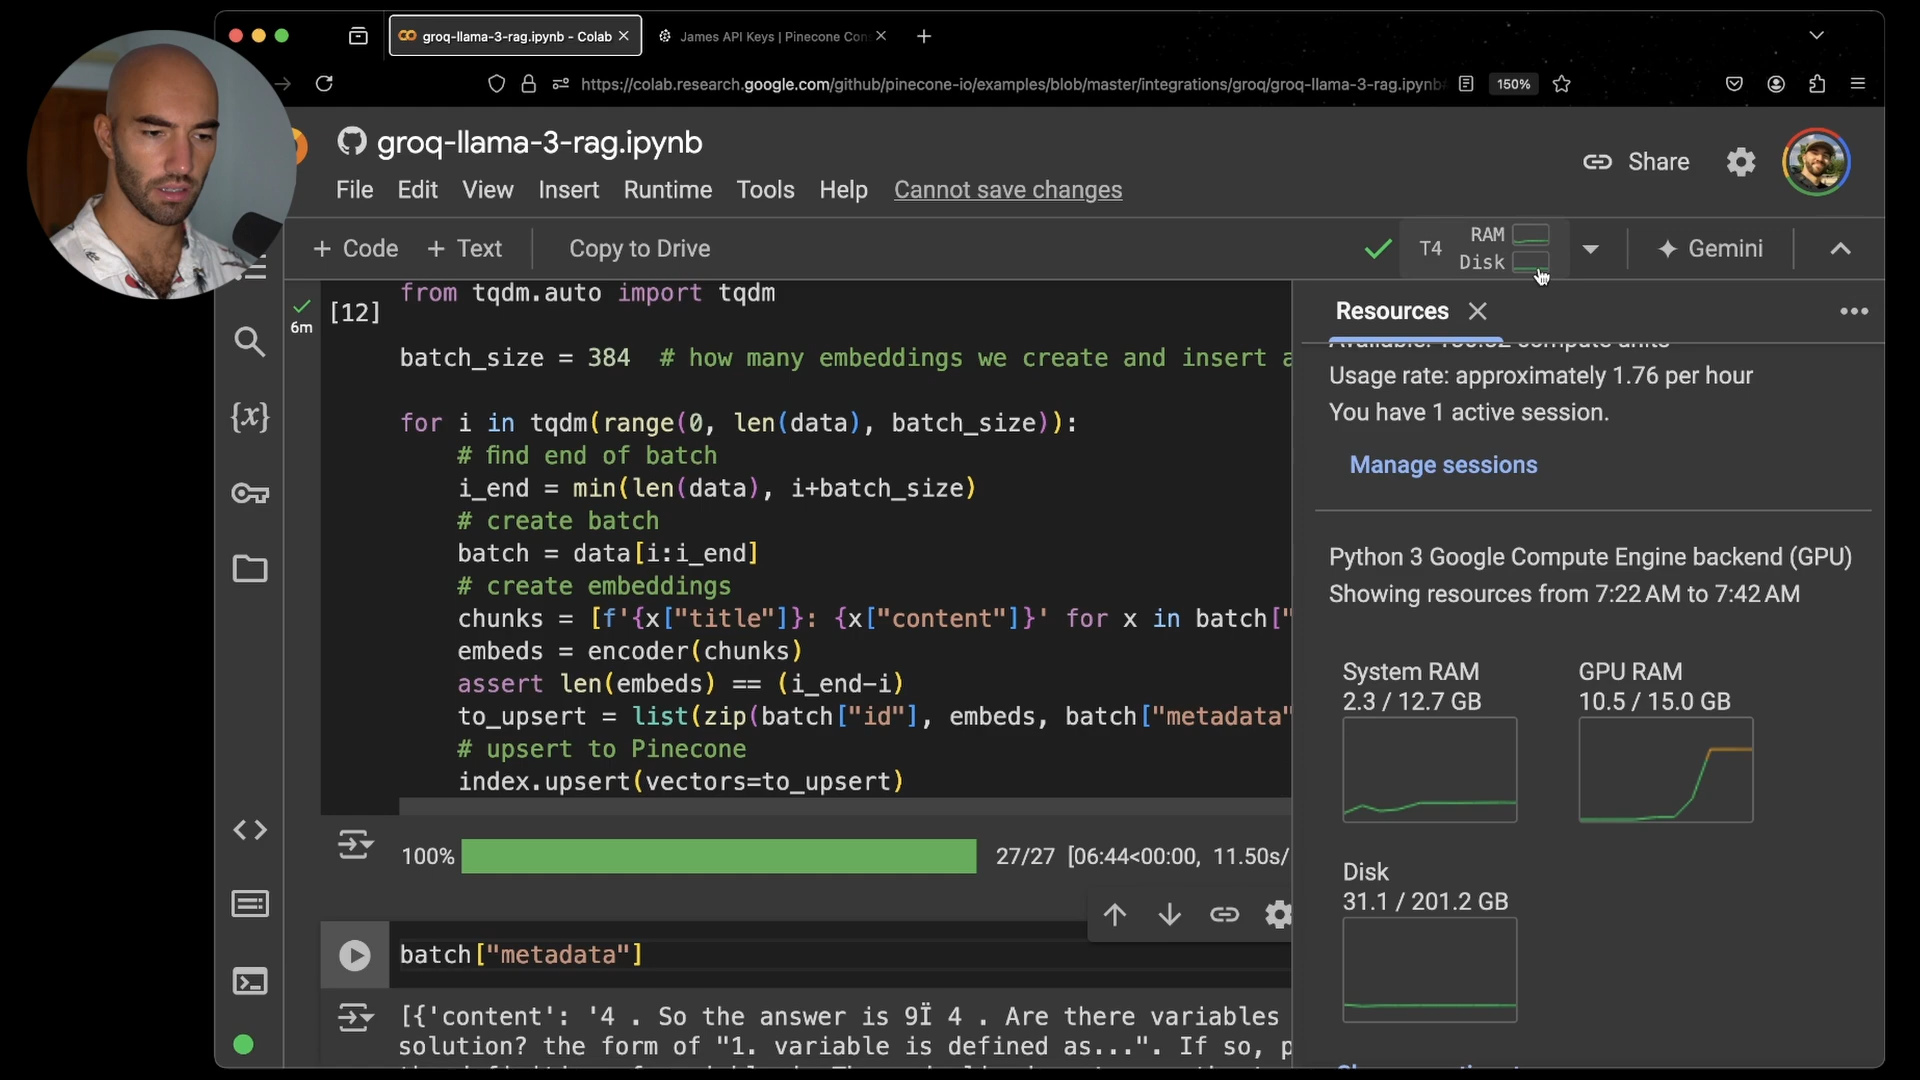 groq-llama-3-rag.ipynb - Colab
James API Keys | Pinecone Con
https://colab.research.google.com/github/pinecone-io/examples/blob/master/integrations/groq/groq-llama-3-rag.ipynb
150%
groq-llama-3-rag.ipynb
Share
File Edit View Insert Runtime Tools Help Cannot save changes
+ Code + Text Copy to Drive
T4 RAM
Disk
Gemini
[12]
6m
from tqdm.auto import tqdm
batch_size = 384 # how many embeddings we create and insert
for i in tqdm(range(0, len(data), batch_size)):
# find end of batch
i_end = min(len(data), i+batch_size)
# create batch
batch = data[i:i_end]
# create embeddings
chunks = [f'{x["title"]}: {x["content"]}' for x in batch["
embeds = encoder(chunks)
assert len(embeds) == (i_end-i)
to_upsert = list(zip(batch["id"], embeds, batch["metadata"
# upsert to Pinecone
index.upsert(vectors=to_upsert)
100% 27/27 [06:44<00:00, 11.50s/
batch["metadata"]
[{'content': '4 . So the answer is 9Ï 4 . Are there variables
solution? the form of "1. variable is defined as...". If so, p
Resources
Available: compute units
Usage rate: approximately 1.76 per hour
You have 1 active session.
Manage sessions
Python 3 Google Compute Engine backend (GPU)
Showing resources from 7:22 AM to 7:42 AM
System RAM
2.3 / 12.7 GB
GPU RAM
10.5 / 15.0 GB
Disk
31.1 / 201.2 GB